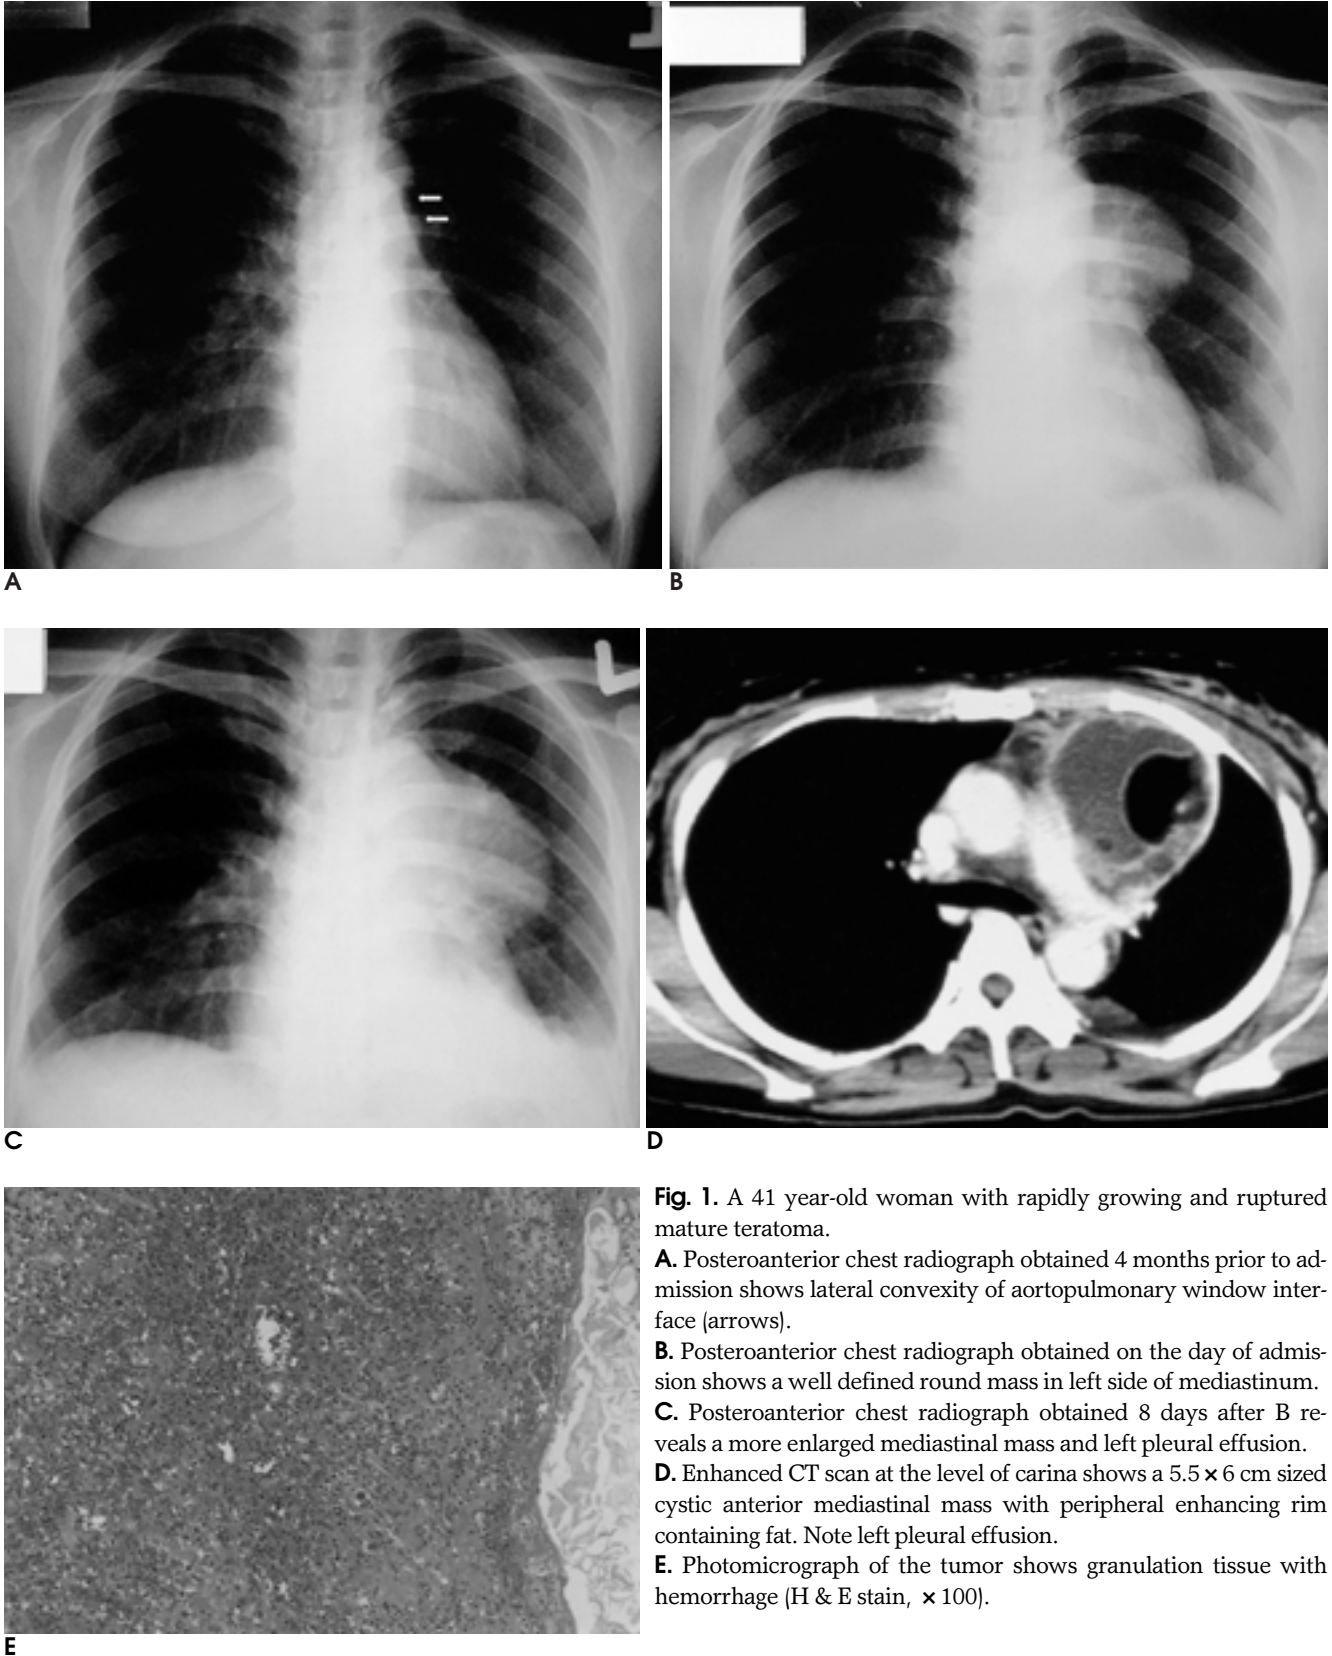 A
B
L
C
D
E
Fig. 1. A 41 year-old woman with rapidly growing and ruptured
mature teratoma.
A. Posteroanterior chest radiograph obtained 4 months prior to ad-
mission shows lateral convexity of aortopulmonary window inter-
face (arrows).
B. Posteroanterior chest radiograph obtained on the day of admis-
sion shows a well defined round mass in left side of mediastinum.
C. Posteroanterior chest radiograph obtained 8 days after B re-
veals a more enlarged mediastinal mass and left pleural effusion.
D. Enhanced CT scan at the level of carina shows a 5.5 × 6 cm sized
cystic anterior mediastinal mass with peripheral enhancing rim
containing fat. Note left pleural effusion.
E. Photomicrograph of the tumor shows granulation tissue with
hemorrhage (H & E stain, × 100).